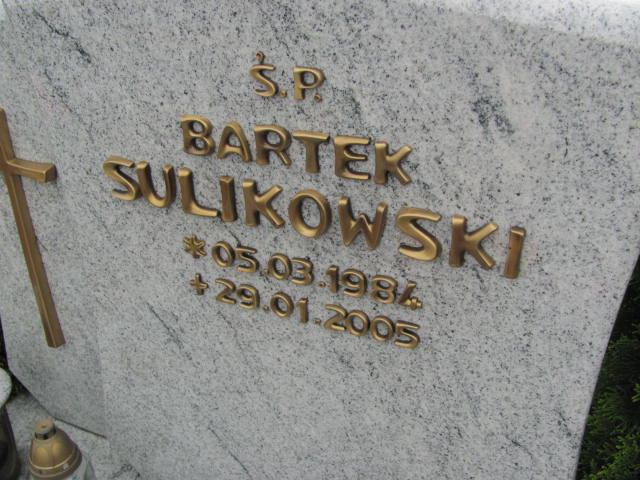 Ś.P.
BARTEK
SULIKOWSKI
* 05.03.1984
+ 29.01.2005